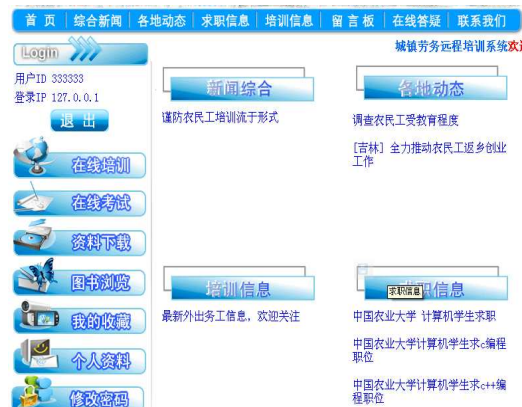 首 页 综合新闻 各地动态 求职信息 培训信息 留 言 板 在线答疑 联系我们
Login
城镇劳务远程培训系统欢迎
用户ID 333333
登录IP 127.0.0.1
退 出
在线培训
在线考试
资料下载
图书浏览
我的收藏
个人资料
修改密码
新闻综合
谨防农民工培训流于形式
各地动态
调查农民工受教育程度
[吉林] 全力推动农民工返乡创业
工作
培训信息
最新外出务工信息，欢迎关注
求职信息
求职信息
中国农业大学 计算机学生求职
中国农业大学计算机学生求c编程
职位
中国农业大学计算机学生求c++编
程职位